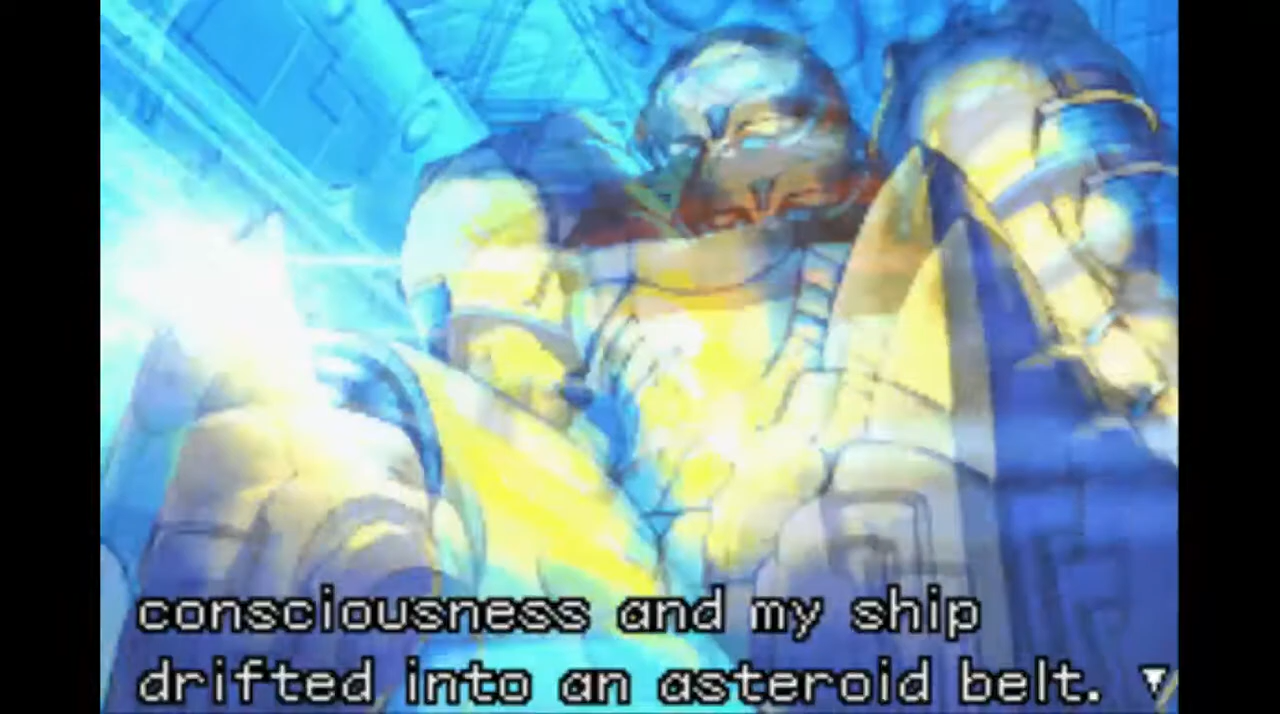 consciousness and my ship
drifted into an asteroid belt.